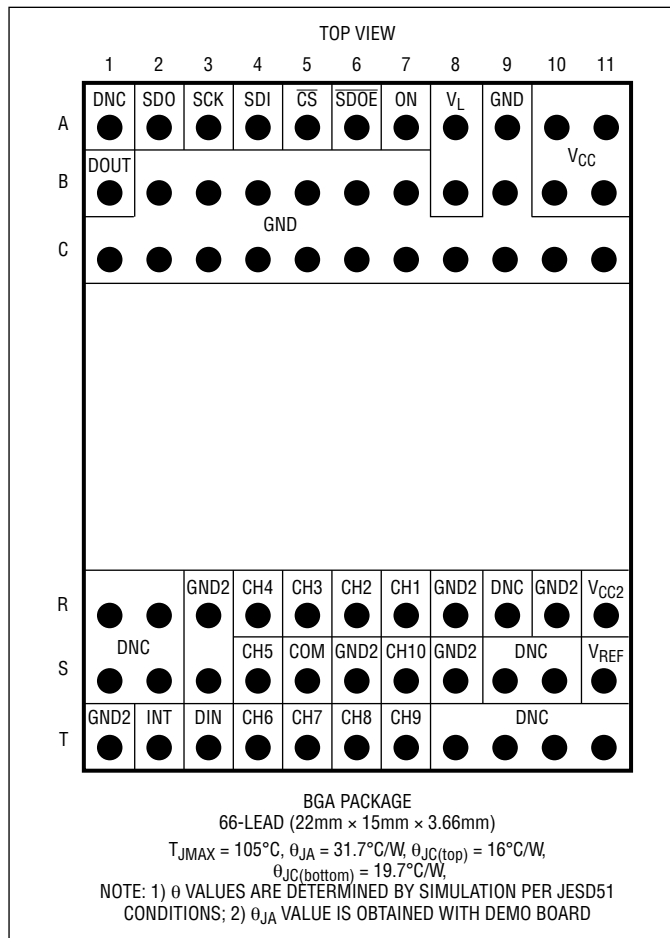 TOP VIEW
1 2 3 4 5 6 7 8 9 10 11
A DNC SDO SCK SDI C̅S̅ S̅D̅O̅E̅ ON VL GND
VCC
B DOUT
GND
C
R GND2 CH4 CH3 CH2 CH1 GND2 DNC GND2 VCC2
DNC
S CH5 COM GND2 CH10 GND2 DNC VREF
T GND2 INT DIN CH6 CH7 CH8 CH9 DNC
BGA PACKAGE
66-LEAD (22mm × 15mm × 3.66mm)
TJMAX = 105°C, θJA = 31.7°C/W, θJC(top) = 16°C/W,
θJC(bottom) = 19.7°C/W,
NOTE: 1) θ VALUES ARE DETERMINED BY SIMULATION PER JESD51
CONDITIONS; 2) θJA VALUE IS OBTAINED WITH DEMO BOARD